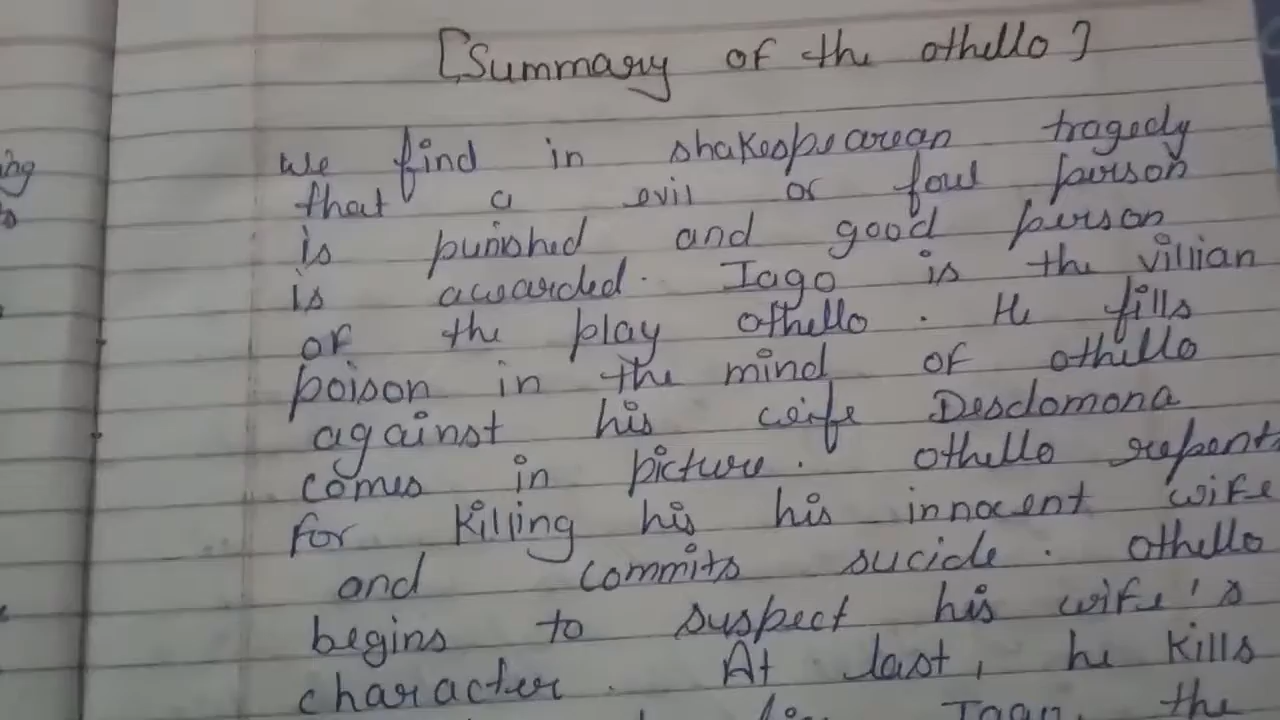 [Summary of the othello]
we find in shakespearean tragedy
that a evil or foul person
is punished and good person
is awarded. Iago is the villian
of the play othello. He fills
poison in the mind of othello
against his wife Desdomona
comes in picture. othello repents
for killing his his innocent wife
and commits sucide. othello
begins to suspect his wife's
character. At last, he kills
Iago, the
ing